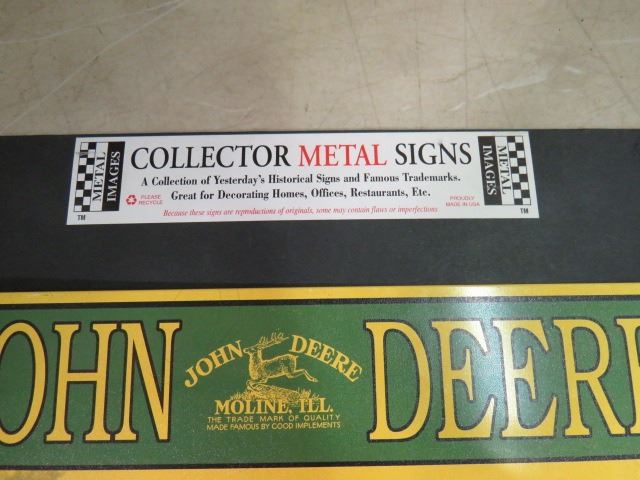 METAL IMAGES
TM
COLLECTOR METAL SIGNS
A Collection of Yesterday's Historical Signs and Famous Trademarks.
Great for Decorating Homes, Offices, Restaurants, Etc.
PLEASE
RECYCLE
PROUDLY
MADE IN USA
Because these signs are reproductions of originals, some may contain flaws or imperfections
METAL IMAGES
TM
JOHN DEERE
JOHN DEERE
MOLINE, ILL.
THE TRADE MARK OF QUALITY
MADE FAMOUS BY GOOD IMPLEMENTS